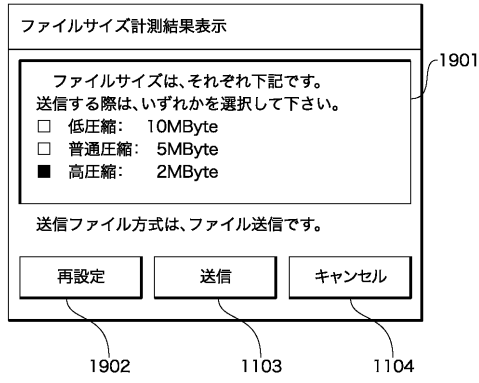 ファイルサイズ計測結果表示
1901
ファイルサイズは、それぞれ下記です。
送信する際は、いずれかを選択して下さい。
□ 低圧縮: 10MByte
□ 普通圧縮: 5MByte
■ 高圧縮: 2MByte
送信ファイル方式は、ファイル送信です。
再設定 送信 キャンセル
1902 1103 1104